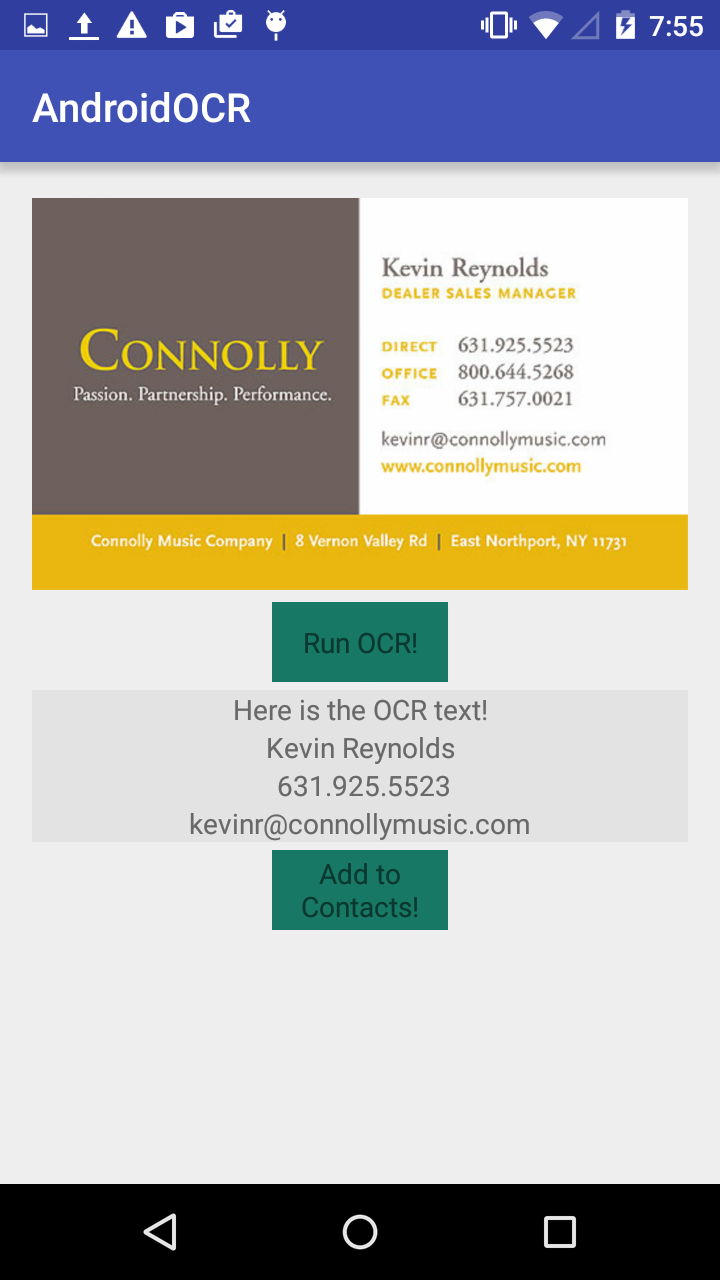 7:55
AndroidOCR
CONNOLLY
Passion. Partnership. Performance.
Kevin Reynolds
DEALER SALES MANAGER
DIRECT 631.925.5523
OFFICE 800.644.5268
FAX 631.757.0021
kevinr@connollymusic.com
www.connollymusic.com
Connolly Music Company | 8 Vernon Valley Rd | East Northport, NY 11731
Run OCR!
Here is the OCR text!
Kevin Reynolds
631.925.5523
kevinr@connollymusic.com
Add to
Contacts!